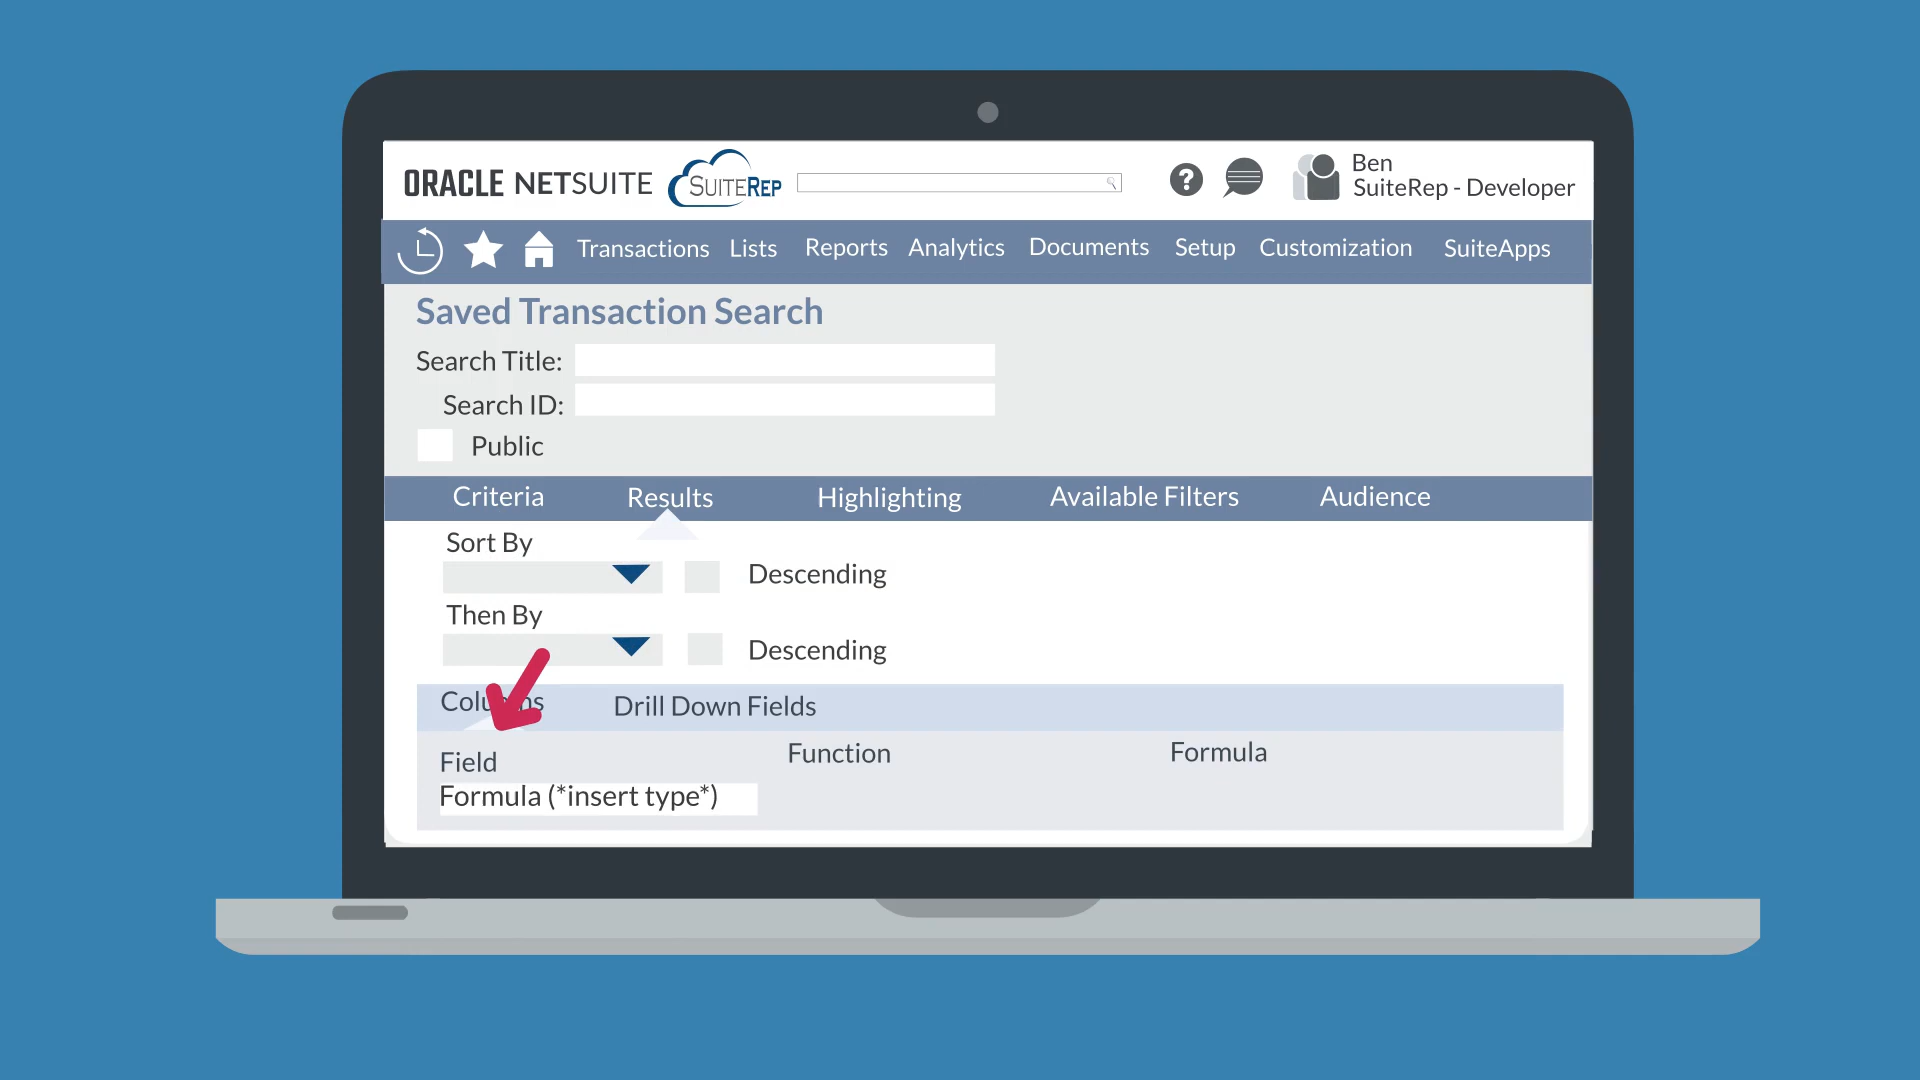 ORACLE NETSUITE SUITEREP
?
Ben
SuiteRep - Developer
Transactions Lists Reports Analytics Documents Setup Customization SuiteApps
Saved Transaction Search
Search Title:
Search ID:
Public
Criteria Results Highlighting Available Filters Audience
Sort By
Descending
Then By
Descending
Columns Drill Down Fields
Field Function Formula
Formula (*insert type*)